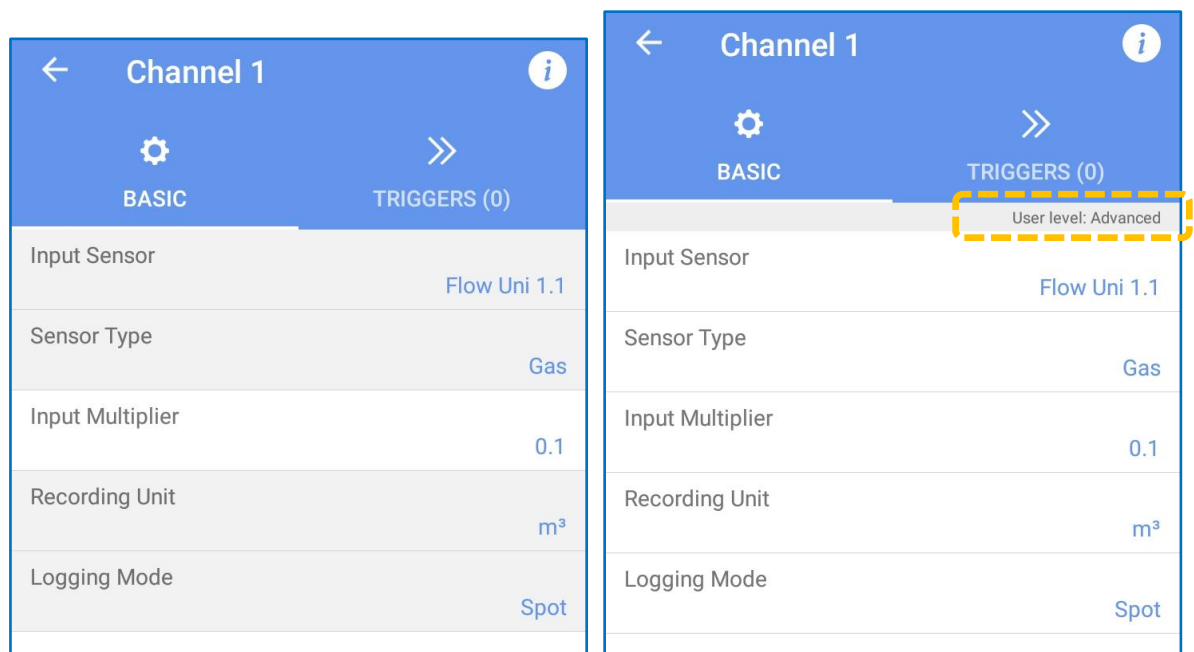 Channel 1
i
BASIC
TRIGGERS (0)
Input Sensor
Flow Uni 1.1
Sensor Type
Gas
Input Multiplier
0.1
Recording Unit
m³
Logging Mode
Spot
Channel 1
i
BASIC
TRIGGERS (0)
User level: Advanced
Input Sensor
Flow Uni 1.1
Sensor Type
Gas
Input Multiplier
0.1
Recording Unit
m³
Logging Mode
Spot